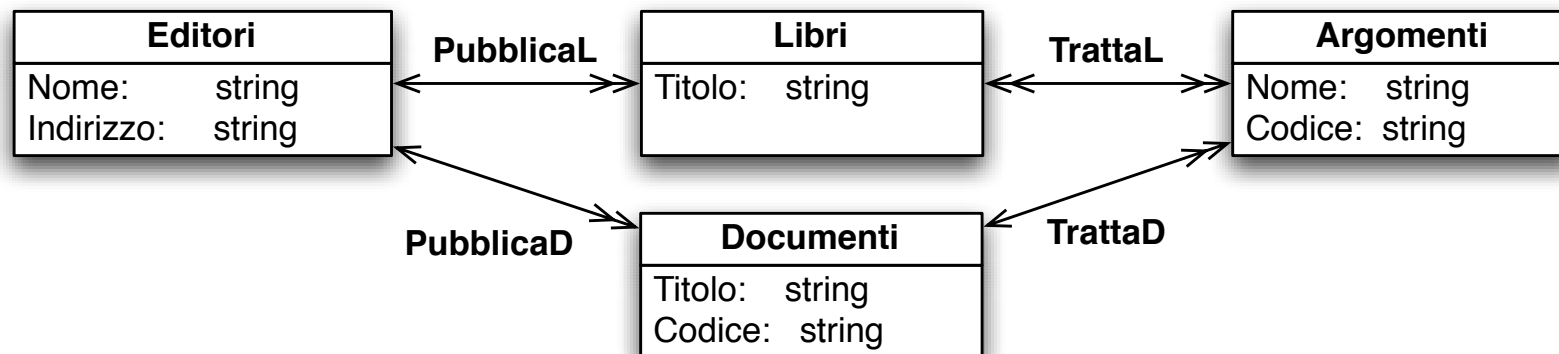 Editori
Nome: string
Indirizzo: string
PubblicaL
Libri
Titolo: string
TrattaL
Argomenti
Nome: string
Codice: string
PubblicaD
Documenti
Titolo: string
Codice: string
TrattaD